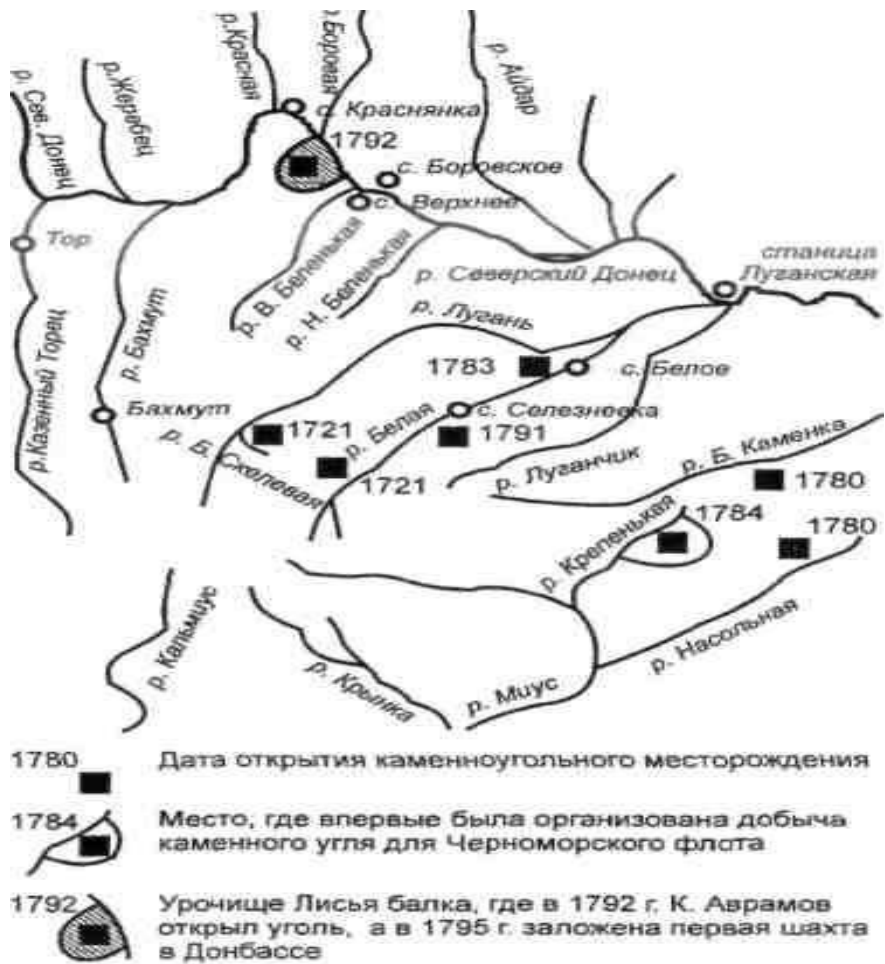 р. Сев. Донец
р. Жеребец
р. Красная
р. Боровая
р. Айдар
с. Краснянка
1792
с. Боровское
с. Верхнее
Тор
р. В. Беленькая
р. Н. Беленькая
р. Северский Донец
станица
Луганская
р. Казенный Торец
р. Бахмут
Бахмут
р. Лугань
1783
с. Белое
р. Б. Скелевая
1721
р. Белая
с. Селезневка
1791
1721
р. Луганчик
р. Б. Каменка
1780
1784
1780
р. Крепенькая
р. Насольная
р. Кальмиус
р. Крынка
р. Миус
1780 Дата открытия каменноугольного месторождения
1784 Место, где впервые была организована добыча
каменного угля для Черноморского флота
1792 Урочище Лисья балка, где в 1792 г. К. Аврамов
открыл уголь, а в 1795 г. заложена первая шахта
в Донбассе